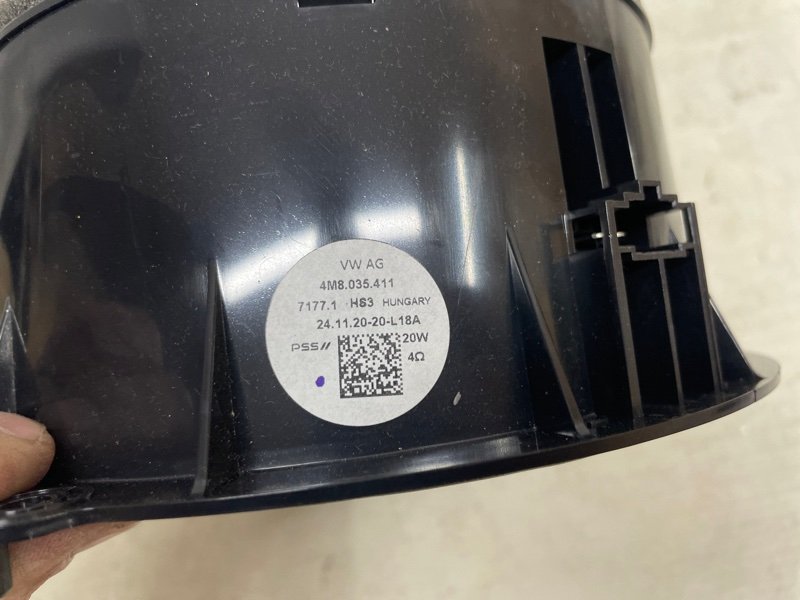 VW AG
4M8.035.411
7177.1 HS3 HUNGARY
24.11.20-20-L18A
PSS// 20W
4Ω